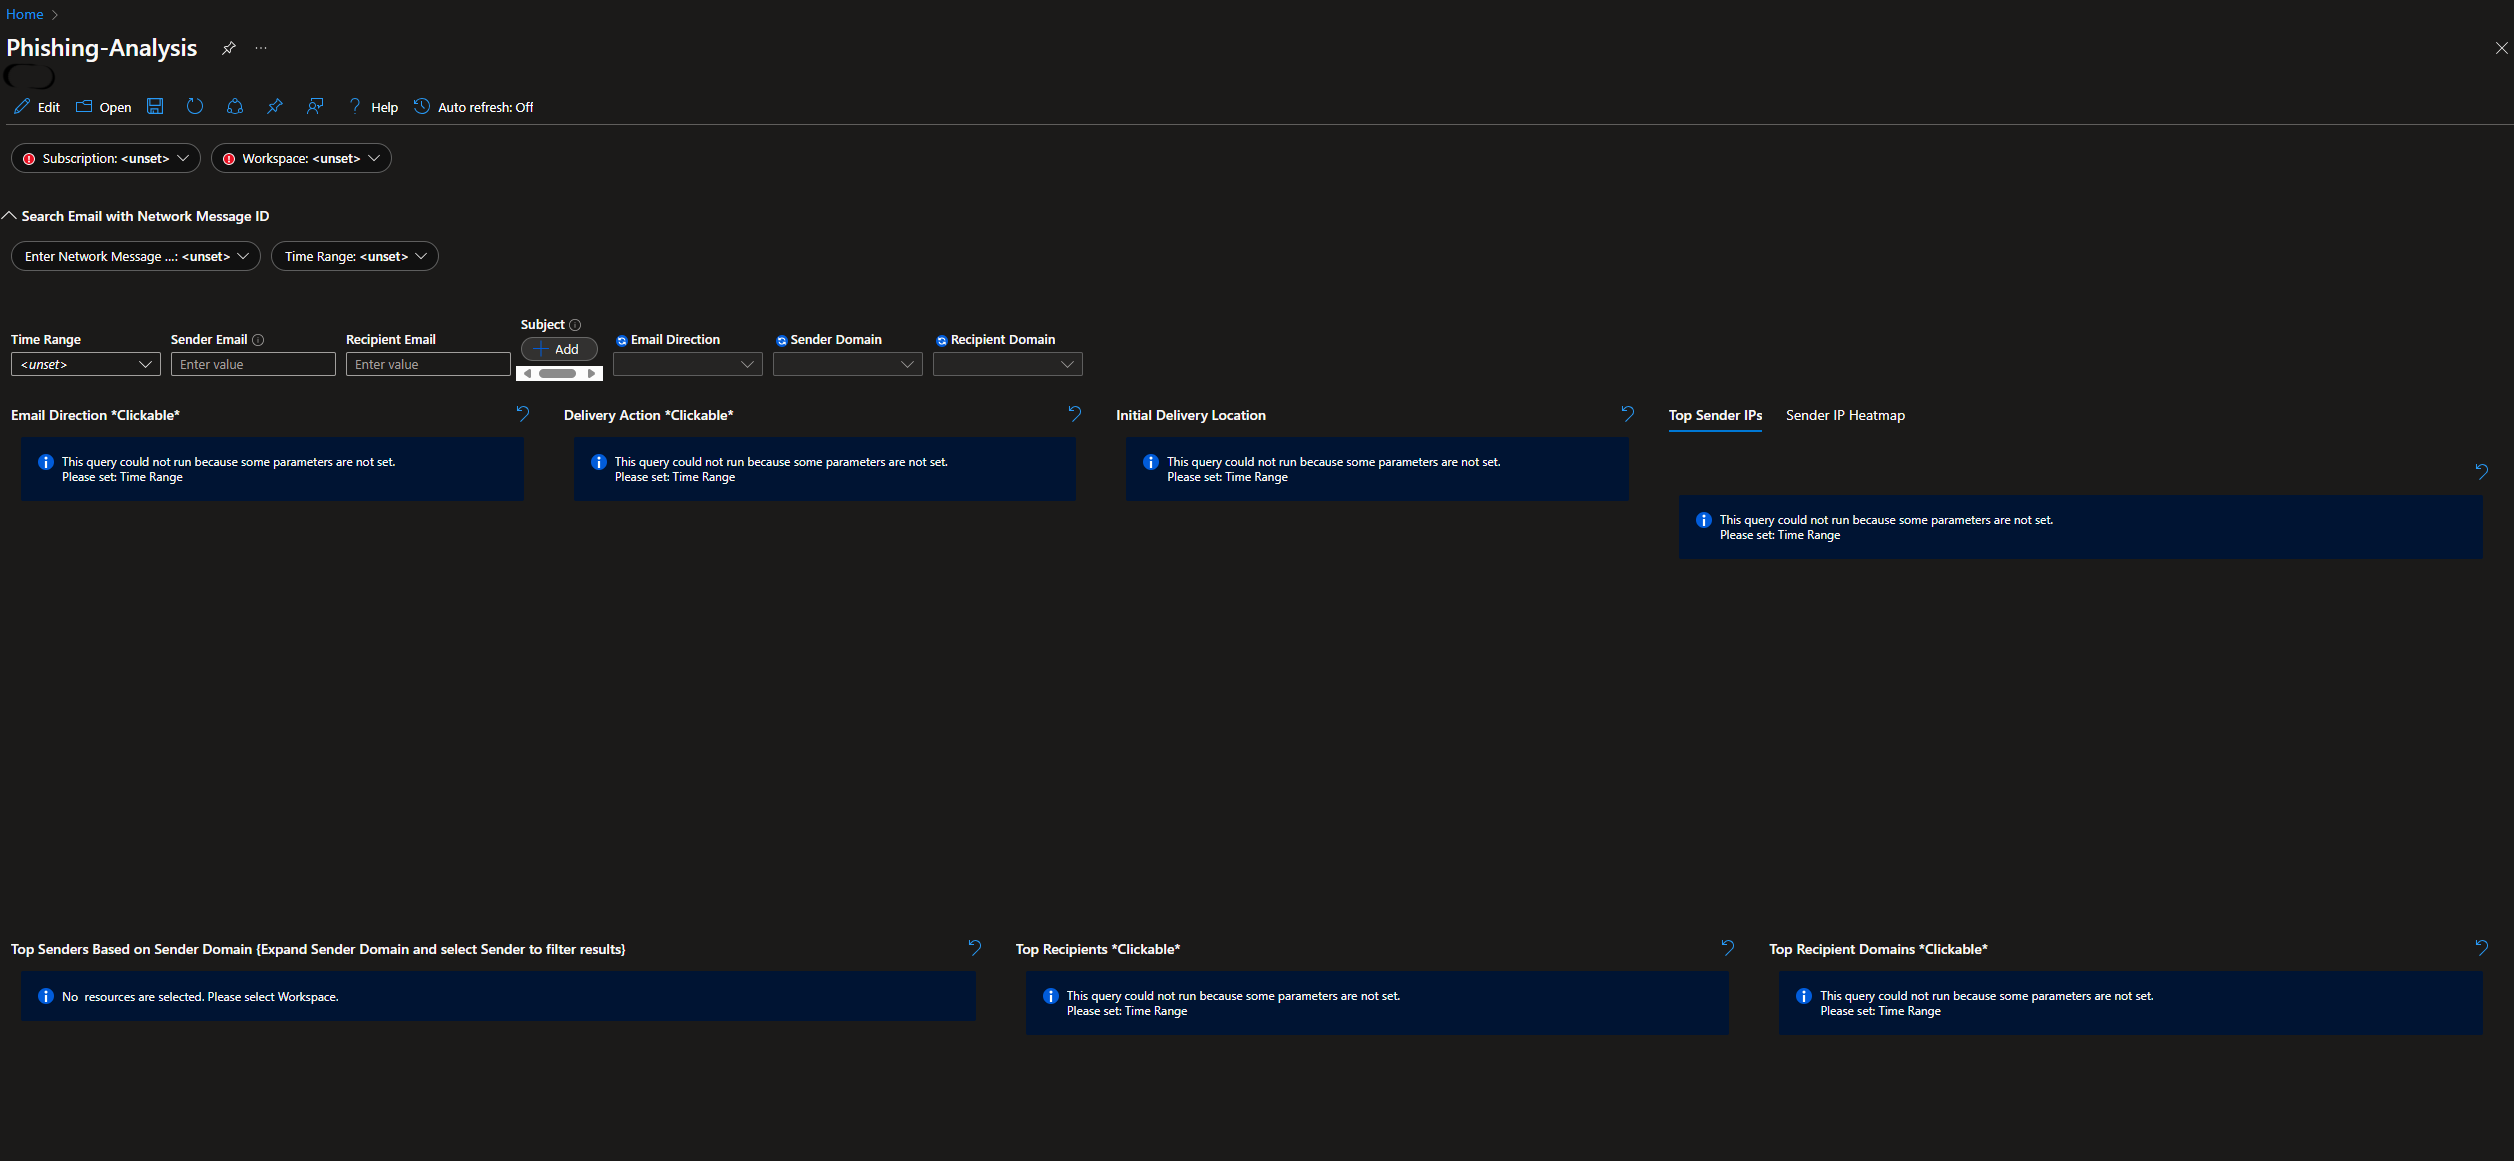 Home
Phishing-Analysis
Edit
Open
Help
Auto refresh: Off
Subscription: <unset>
Workspace: <unset>
Search Email with Network Message ID
Enter Network Message ...: <unset>
Time Range: <unset>
Time Range
<unset>
Sender Email
Enter value
Recipient Email
Enter value
Subject
Add
Email Direction
Sender Domain
Recipient Domain
Email Direction *Clickable*
This query could not run because some parameters are not set.
Please set: Time Range
Delivery Action *Clickable*
This query could not run because some parameters are not set.
Please set: Time Range
Initial Delivery Location
This query could not run because some parameters are not set.
Please set: Time Range
Top Sender IPs
Sender IP Heatmap
This query could not run because some parameters are not set.
Please set: Time Range
Top Senders Based on Sender Domain {Expand Sender Domain and select Sender to filter results}
No resources are selected. Please select Workspace.
Top Recipients *Clickable*
This query could not run because some parameters are not set.
Please set: Time Range
Top Recipient Domains *Clickable*
This query could not run because some parameters are not set.
Please set: Time Range